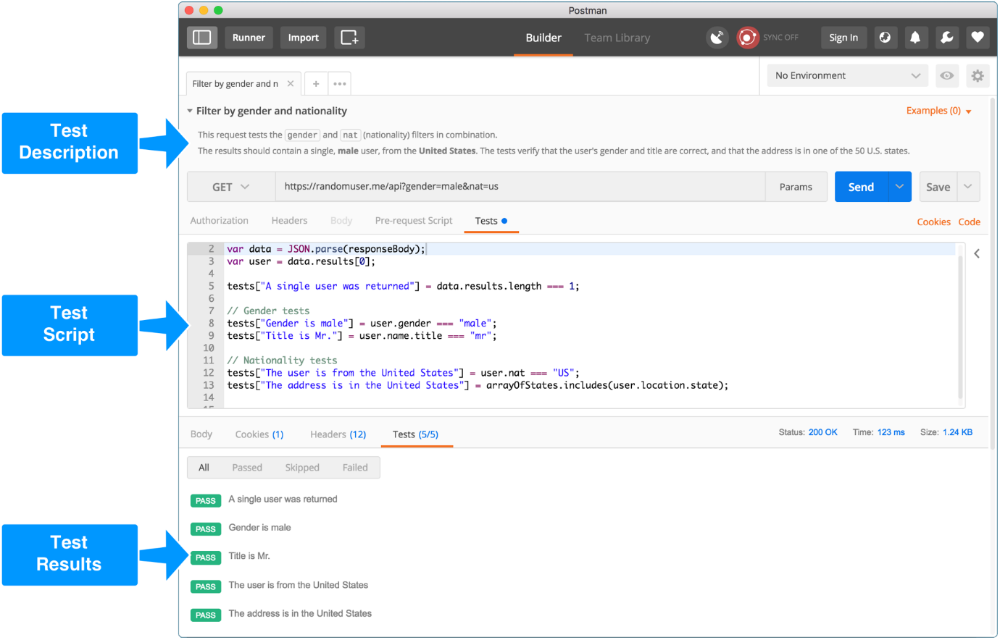 Postman
Runner
Import
Builder
Team Library
SYNC OFF
Sign In
Filter by gender and n
No Environment
Filter by gender and nationality
Examples (0)
Test
Description
This request tests the gender and nat (nationality) filters in combination.
The results should contain a single, male user, from the United States. The tests verify that the user's gender and title are correct, and that the address is in one of the 50 U.S. states.
GET
https://randomuser.me/api?gender=male&nat=us
Params
Send
Save
Authorization
Headers
Body
Pre-request Script
Tests
Cookies
Code
Test
Script
2 var data = JSON.parse(responseBody);
3 var user = data.results[0];
4
5 tests["A single user was returned"] = data.results.length === 1;
6
7 // Gender tests
8 tests["Gender is male"] = user.gender === "male";
9 tests["Title is Mr."] = user.name.title === "mr";
10
11 // Nationality tests
12 tests["The user is from the United States"] = user.nat === "US";
13 tests["The address is in the United States"] = arrayOfStates.includes(user.location.state);
14
15
Body
Cookies (1)
Headers (12)
Tests (5/5)
Status: 200 OK
Time: 123 ms
Size: 1.24 KB
All
Passed
Skipped
Failed
Test
Results
PASS A single user was returned
PASS Gender is male
PASS Title is Mr.
PASS The user is from the United States
PASS The address is in the United States